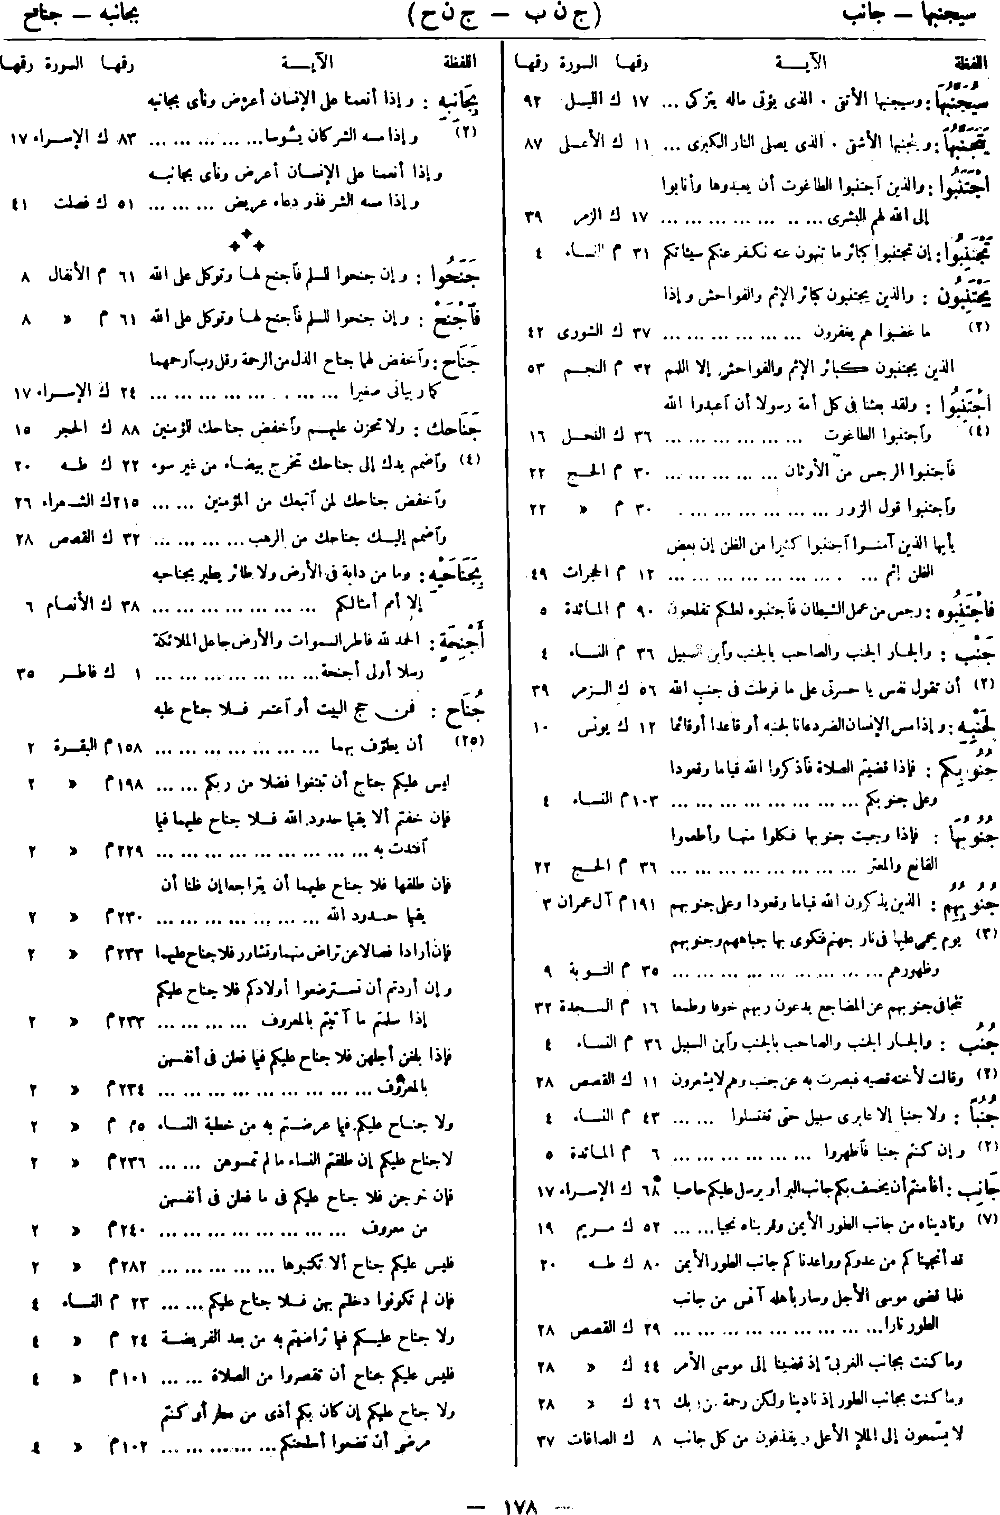 سيجنبها – جانب (ج ن ب – ج ن ح) بجانبه – جناح
اللفظة الآية رقمها السورة رقمها
سَيُجَنَّبُهَا : وسيجنبها الأتقى ٠ الذى يؤتى ماله يتزكى ... ١٧ ك الليل ٩٢
يَتَجَنَّبُهَا : ويتجنبها الأشقى ٠ الذى يصلى النار الكبرى ... ١١ ك الأعلى ٨٧
اجْتَنَبُوا : والذين اجتنبوا الطاغوت أن يعبدوها وأنابوا
إلى الله لهم البشرى ... ١٧ ك الزمر ٣٩
تَجْتَنِبُوا : إن تجتنبوا كبائر ما تنهون عنه نكفر عنكم سيئاتكم ٣١ م النساء ٤
يَجْتَنِبُون : والذين يجتنبون كبائر الإثم والفواحش وإذا
(٢) ما غضبوا هم يغفرون ... ٣٧ ك الشورى ٤٢
الذين يجتنبون كبائر الإثم والفواحش إلا اللمم ٣٢ م النجم ٥٣
اجْتَنِبُوا : ولقد بعثنا فى كل أمة رسولا أن اعبدوا الله
(٤) واجتنبوا الطاغوت ... ٣٦ ك النحل ١٦
فاجتنبوا الرجس من الأوثان ... ٣٠ م الحج ٢٢
واجتنبوا قول الزور ... ٣٠ م » ٢٢
يأيها الذين آمنوا اجتنبوا كثيرا من الظن إن بعض
الظن إثم ... ١٢ م الحجرات ٤٩
فاجْتَنِبُوه : رجس من عمل الشيطان فاجتنبوه لعلكم تفلحون ٩٠ م المائدة ٥
جَنْب : والجار الجنب والصاحب بالجنب وابن السبيل ٣٦ م النساء ٤
(٢) أن تقول نفس يا حسرتى على ما فرطت فى جنب الله ٥٦ ك الزمر ٣٩
لِجَنْبِه : وإذا مس الإنسان الضر دعانا لجنبه أو قاعدا أو قائما ١٢ ك يونس ١٠
جُنُوبِكم : فإذا قضيتم الصلاة فاذكروا الله قياما وقعودا
وعلى جنوبكم ... ١٠٣ م النساء ٤
جُنُوبُهَا : فإذا وجبت جنوبها فكلوا منها وأطعموا
القانع والمعتر ... ٣٦ م الحج ٢٢
جُنُوبِهِم : الذين يذكرون الله قياما وقعودا وعلى جنوبهم ١٩١ م آل عمران ٣
(٣) يوم يحمى عليها فى نار جهنم فتكوى بها جباههم وجنوبهم
وظهورهم ... ٣٥ م التوبة ٩
تتجافى جنوبهم عن المضاجع يدعون ربهم خوفا وطمعا ١٦ م السجدة ٣٢
جُنُب : والجار الجنب والصاحب بالجنب وابن السبيل ٣٦ م النساء ٤
(٢) وقالت لأخته قصيه فبصرت به عن جنب وهم لا يشعرون ١١ ك القصص ٢٨
جُنُبًا : ولا جنبا إلا عابرى سبيل حتى تغتسلوا ... ٤٣ م النساء ٤
(٢) وإن كنتم جنبا فاطهروا ... ٦ م المائدة ٥
جَانِب : أفأمنتم أن يخسف بكم جانب البر أو يرسل عليكم حاصبا ٦٨ ك الإسراء ١٧
(٧) وناديناه من جانب الطور الأيمن وقربناه نجيا ... ٥٢ ك مريم ١٩
قد أنجيناكم من عدوكم وواعدناكم جانب الطور الأيمن ٨٠ ك طه ٢٠
فلما قضى موسى الأجل وسار بأهله آنس من جانب
الطور نارا ... ٢٩ ك القصص ٢٨
وما كنت بجانب الغربى إذ قضينا إلى موسى الأمر ٤٤ ك » ٢٨
وما كنت بجانب الطور إذ نادينا ولكن رحمة من ربك ٤٦ ك » ٢٨
لا يسمعون إلى الملإ الأعلى ويقذفون من كل جانب ٨ ك الصافات ٣٧
اللفظة الآية رقمها السورة رقمها
بِجَانِبِه : وإذا أنعمنا على الإنسان أعرض ونأى بجانبه
(٢) وإذا مسه الشر كان يئوسا ... ٨٣ ك الإسراء ١٧
وإذا أنعمنا على الإنسان أعرض ونأى بجانبه
وإذا مسه الشر فذو دعاء عريض ... ٥١ ك فصلت ٤١
جَنَحُوا : وإن جنحوا للسلم فاجنح لها وتوكل على الله ٦١ م الأنفال ٨
فَاجْنَحْ : وإن جنحوا للسلم فاجنح لها وتوكل على الله ٦١ م » ٨
جَنَاح : واخفض لهما جناح الذل من الرحمة وقل رب ارحمهما
كما ربيانى صغيرا ... ٢٤ ك الإسراء ١٧
جَنَاحك : ولا تحزن عليهم واخفض جناحك للمؤمنين ٨٨ ك الحجر ١٥
(٤) واضمم يدك إلى جناحك تخرج بيضاء من غير سوء ٢٢ ك طه ٢٠
واخفض جناحك لمن اتبعك من المؤمنين ... ٢١٥ ك الشعراء ٢٦
واضمم إليك جناحك من الرهب ... ٣٢ ك القصص ٢٨
بِجَنَاحَيْه : وما من دابة فى الأرض ولا طائر يطير بجناحيه
إلا أمم أمثالكم ... ٣٨ ك الأنعام ٦
أَجْنِحَةٍ : الحمد لله فاطر السموات والأرض جاعل الملائكة
رسلا أولى أجنحة ... ١ ك فاطر ٣٥
جُنَاح : فمن حج البيت أو اعتمر فلا جناح عليه
(٢٥) أن يطوف بهما ... ١٥٨ م البقرة ٢
ليس عليكم جناح أن تبتغوا فضلا من ربكم ... ١٩٨ م » ٢
فإن خفتم ألا يقيما حدود الله فلا جناح عليهما فيما
افتدت به ... ٢٢٩ م » ٢
فإن طلقها فلا جناح عليهما أن يتراجعا إن ظنا أن
يقيما حدود الله ... ٢٣٠ م » ٢
فإن أرادا فصالا عن تراض منهما وتشاور فلا جناح عليهما ٢٣٣ م » ٢
وإن أردتم أن تسترضعوا أولادكم فلا جناح عليكم
إذا سلمتم ما آتيتم بالمعروف ... ٢٣٣ م » ٢
فإذا بلغن أجلهن فلا جناح عليكم فيما فعلن فى أنفسهن
بالمعروف ... ٢٣٤ م » ٢
ولا جناح عليكم فيما عرضتم به من خطبة النساء ٢٣٥ م » ٢
لا جناح عليكم إن طلقتم النساء ما لم تمسوهن ... ٢٣٦ م » ٢
فإن خرجن فلا جناح عليكم فى ما فعلن فى أنفسهن
من معروف ... ٢٤٠ م » ٢
فليس عليكم جناح ألا تكتبوها ... ٢٨٢ م » ٢
فإن لم تكونوا دخلتم بهن فلا جناح عليكم ... ٢٣ م النساء ٤
ولا جناح عليكم فيما تراضيتم به من بعد الفريضة ٢٤ م » ٤
فليس عليكم جناح أن تقصروا من الصلاة ... ١٠١ م » ٤
ولا جناح عليكم إن كان بكم أذى من مطر أو كنتم
مرضى أن تضعوا أسلحتكم ... ١٠٢ م » ٤
– ١٧٨ –